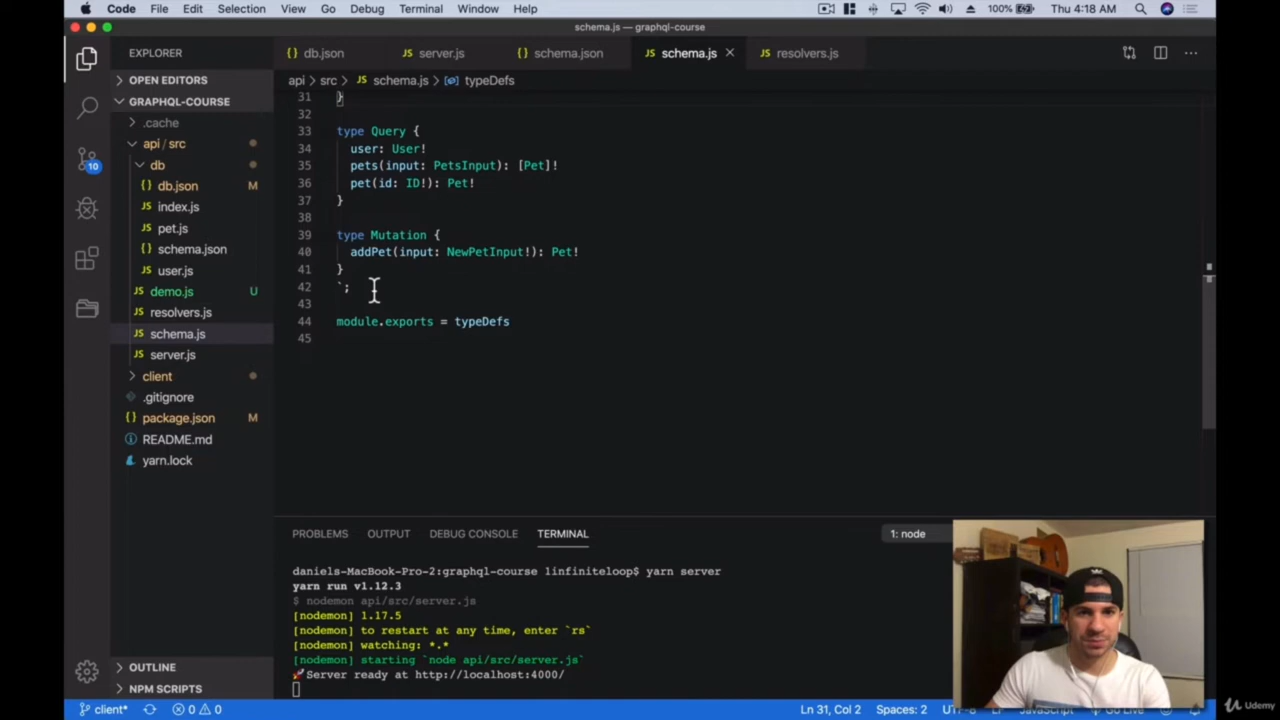 Code File Edit Selection View Go Debug Terminal Window Help 100% Thu 4:18 AM
schema.js — graphql-course
EXPLORER
db.json server.js schema.json schema.js resolvers.js
OPEN EDITORS
api > src > JS schema.js > typeDefs
GRAPHQL-COURSE
.cache
api / src
db
db.json M
index.js
pet.js
schema.json
user.js
demo.js U
resolvers.js
schema.js
server.js
client
.gitignore
package.json M
README.md
yarn.lock
OUTLINE
NPM SCRIPTS
10
31 }
32
33 type Query {
34 user: User!
35 pets(input: PetsInput): [Pet]!
36 pet(id: ID!): Pet!
37 }
38
39 type Mutation {
40 addPet(input: NewPetInput!): Pet!
41 }
42 `;
43
44 module.exports = typeDefs
45
PROBLEMS OUTPUT DEBUG CONSOLE TERMINAL 1: node
daniels-MacBook-Pro-2:graphql-course linfiniteloop$ yarn server
yarn run v1.12.3
$ nodemon api/src/server.js
[nodemon] 1.17.5
[nodemon] to restart at any time, enter `rs`
[nodemon] watching: *.*
[nodemon] starting `node api/src/server.js`
🚀Server ready at http://localhost:4000/
client* 0 0 Ln 31, Col 2 Spaces: 2
Udemy